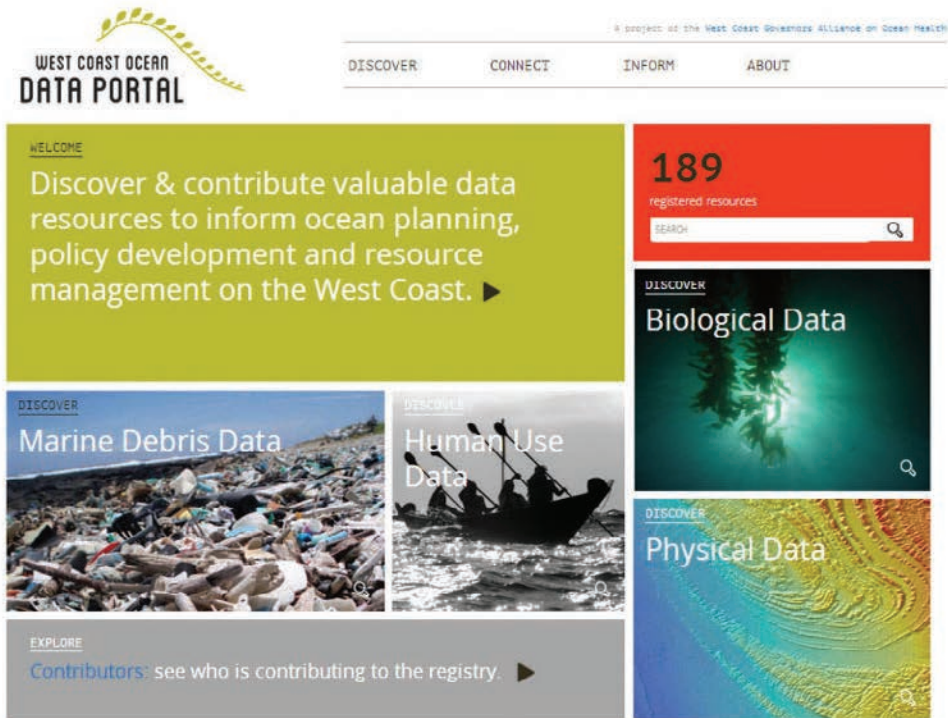 A project of the West Coast Governors Alliance on Ocean Health
WEST COAST OCEAN
DATA PORTAL
DISCOVER CONNECT INFORM ABOUT
WELCOME
Discover & contribute valuable data
resources to inform ocean planning,
policy development and resource
management on the West Coast.
189
registered resources
SEARCH
DISCOVER
Biological Data
DISCOVER
Marine Debris Data
DISCOVER
Human Use
Data
DISCOVER
Physical Data
EXPLORE
Contributors: see who is contributing to the registry.